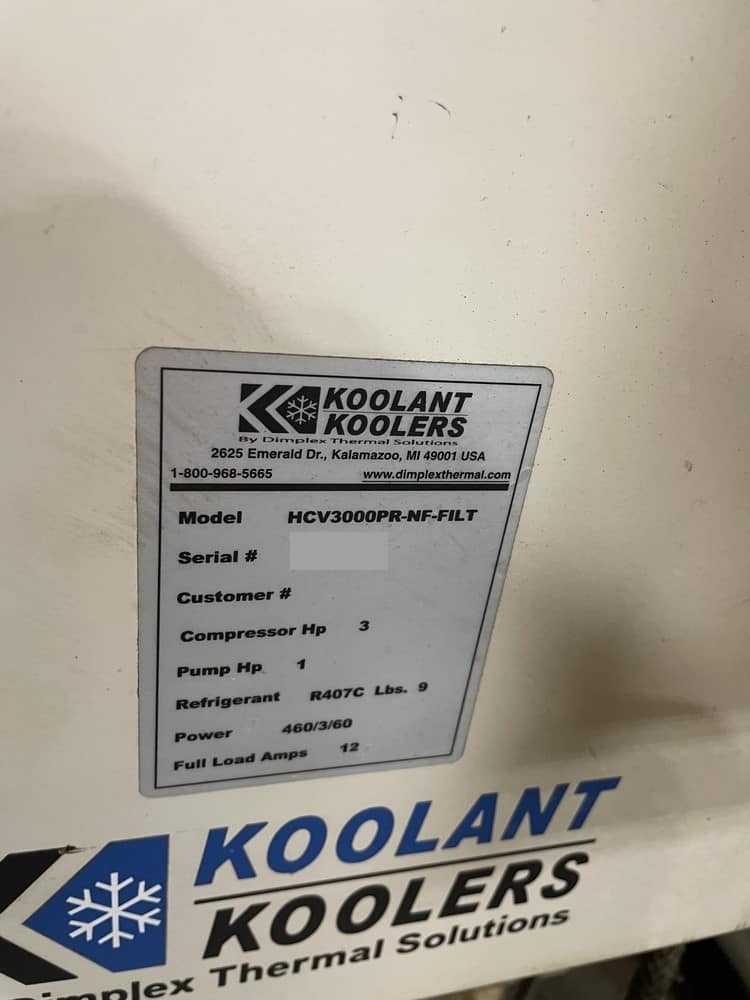 KOOLANT
KOOLERS
By Dimplex Thermal Solutions
2625 Emerald Dr., Kalamazoo, MI 49001 USA
1-800-968-5665 www.dimplexthermal.com
Model HCV3000PR-NF-FILT
Serial #
Customer #
Compressor Hp 3
Pump Hp 1
Refrigerant R407C Lbs. 9
Power 460/3/60
Full Load Amps 12
KOOLANT
KOOLERS
Dimplex Thermal Solutions